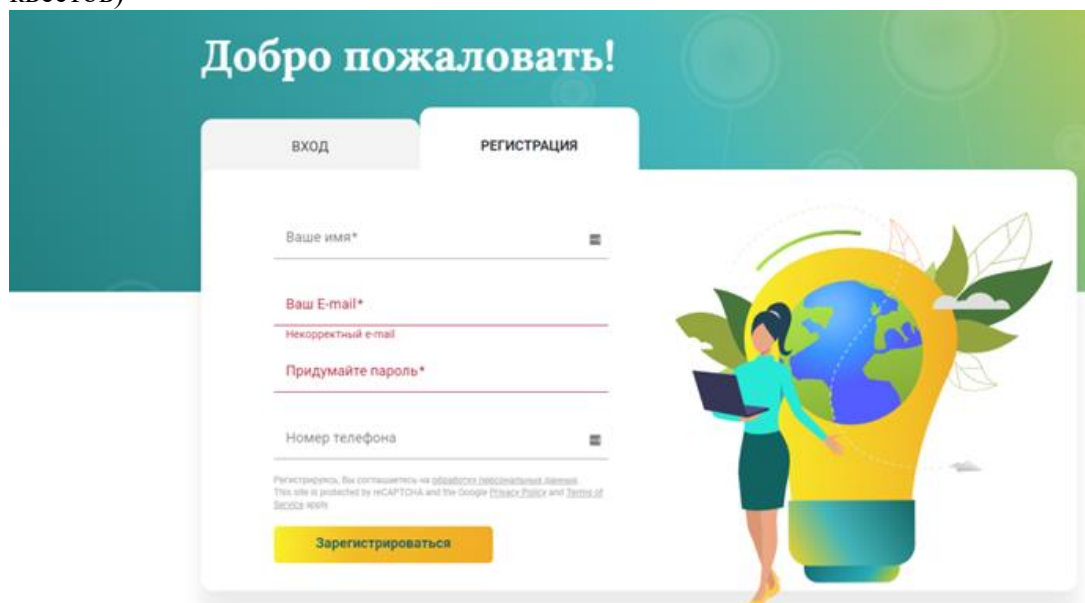 квестов)
Добро пожаловать!
ВХОД
РЕГИСТРАЦИЯ
Ваше имя*
Ваш E-mail*
Некорректный e-mail
Придумайте пароль*
Номер телефона
Регистрируясь, Вы соглашаетесь на обработку персональных данных.
This site is protected by reCAPTCHA and the Google Privacy Policy and Terms of
Service apply
Зарегистрироваться